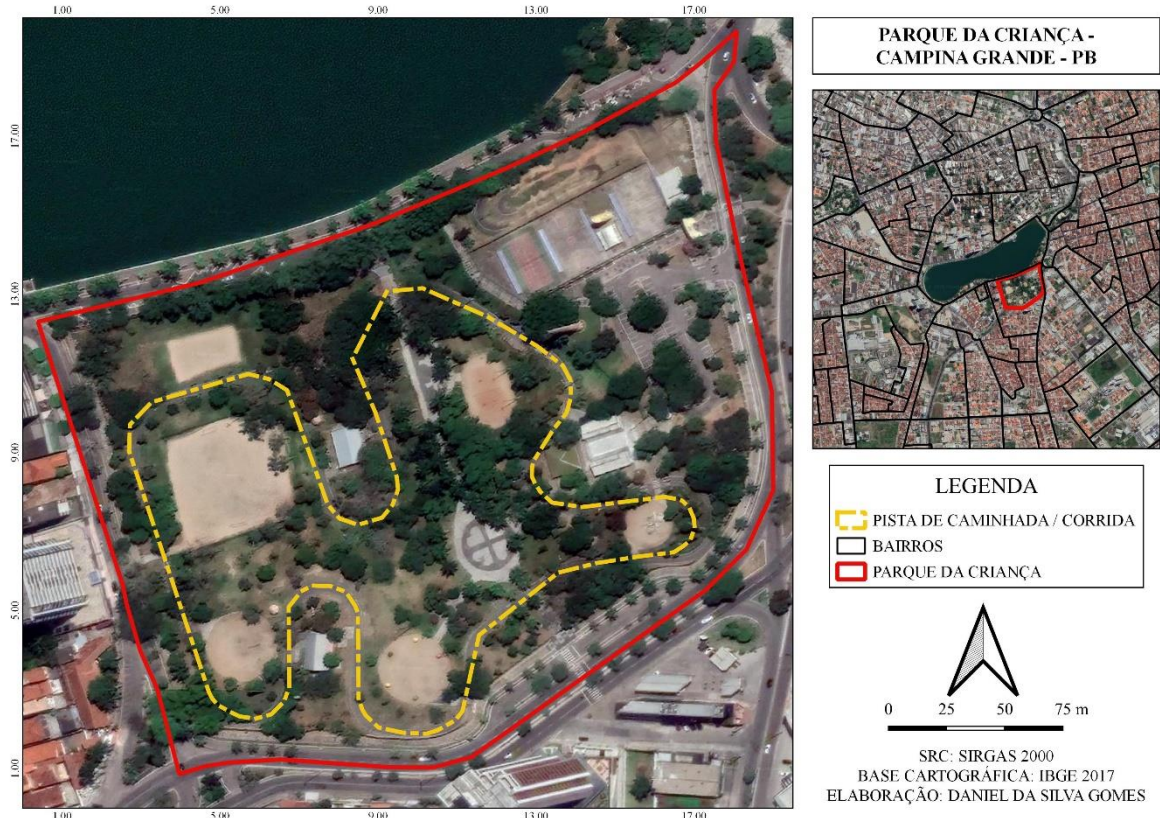 1.00 5.00 9.00 13.00 17.00
PARQUE DA CRIANÇA -
CAMPINA GRANDE - PB
17.00
13.00
9.00
5.00
1.00
1.00 5.00 9.00 13.00 17.00
LEGENDA
PISTA DE CAMINHADA / CORRIDA
BAIRROS
PARQUE DA CRIANÇA
0 25 50 75 m
SRC: SIRGAS 2000
BASE CARTOGRÁFICA: IBGE 2017
ELABORAÇÃO: DANIEL DA SILVA GOMES